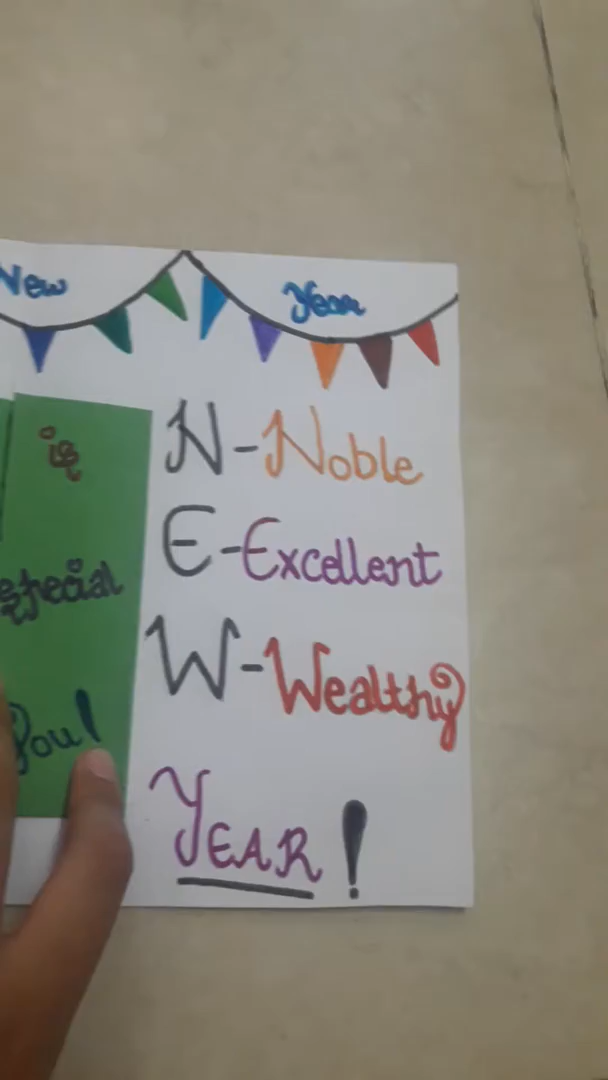 New Year
is
special
You!
N-Noble
E-Excellent
W-Wealthy
YEAR!